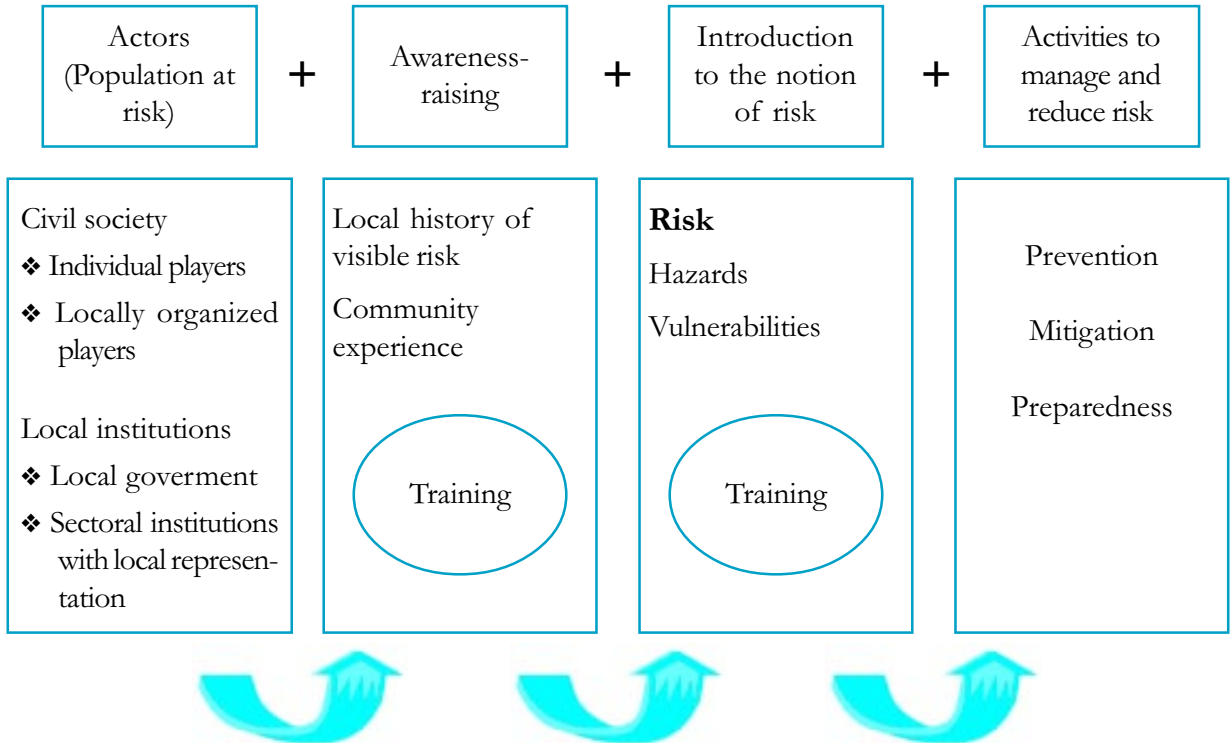 Actors
(Population at
risk)
+
Awareness-
raising
+
Introduction
to the notion
of risk
+
Activities to
manage and
reduce risk
Civil society
❖ Individual players
❖ Locally organized
players
Local institutions
❖ Local goverment
❖ Sectoral institutions
with local represen-
tation
Local history of
visible risk
Community
experience
Training
Risk
Hazards
Vulnerabilities
Training
Prevention
Mitigation
Preparedness